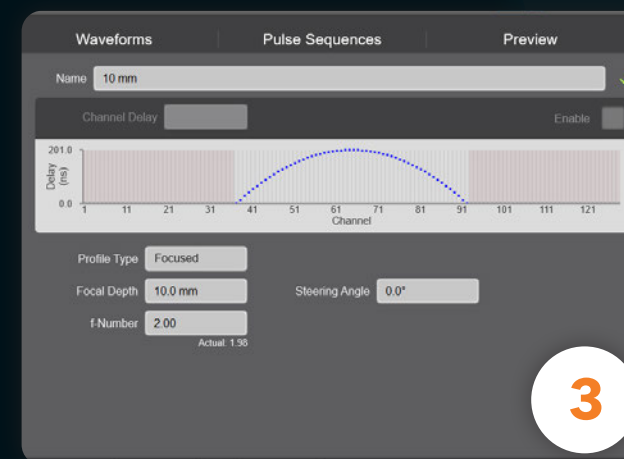 Waveforms Pulse Sequences Preview
Name 10 mm
Channel Delay Enable
201.0
Delay
(ns)
0.0
1 11 21 31 41 51 61 71 81 91 101 111 121
Channel
Profile Type Focused
Focal Depth 10.0 mm Steering Angle 0.0°
f-Number 2.00
Actual: 1.98
3